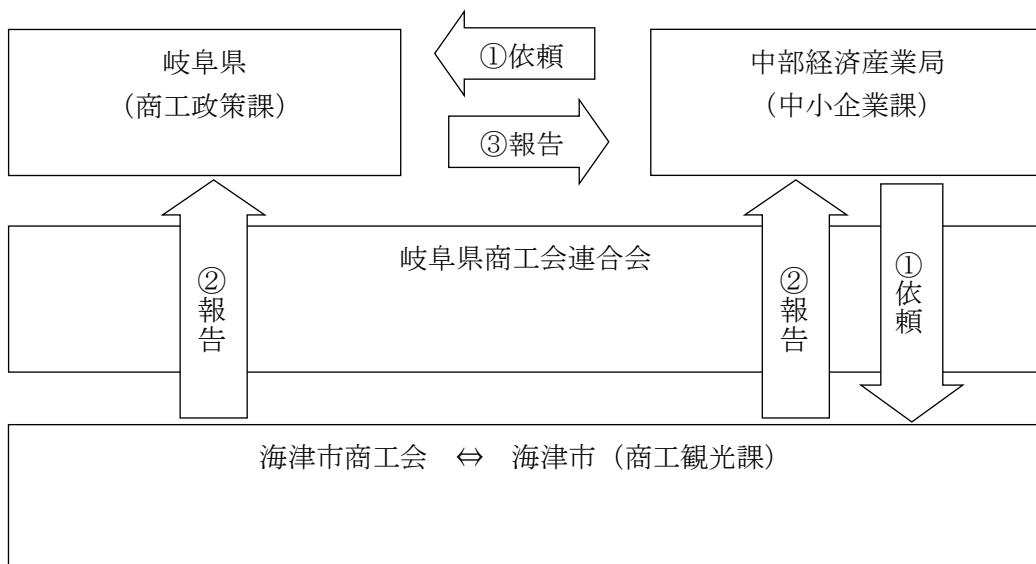 岐阜県
（商工政策課）
①依頼
③報告
中部経済産業局
（中小企業課）
岐阜県商工会連合会
②報告
②報告
①依頼
海津市商工会　⇔　海津市（商工観光課）